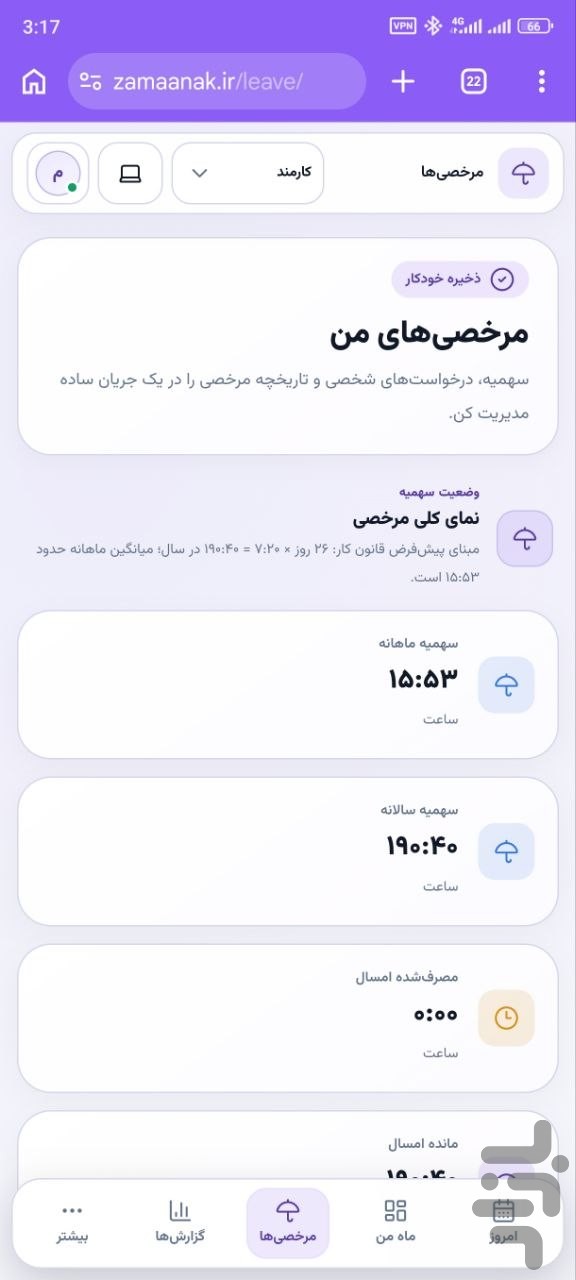 3:17
VPN
4G
66
zamaanak.ir/leave/
22
مرخصی‌ها
کارمند
م
ذخیره خودکار
مرخصی‌های من
سهمیه، درخواست‌های شخصی و تاریخچه مرخصی را در یک جریان ساده
مدیریت کن.
وضعیت سهمیه
نمای کلی مرخصی
مبنای پیش‌فرض قانون کار: ۲۶ روز × ۷:۲۰ = ۱۹۰:۴۰ در سال؛ میانگین ماهانه حدود
۱۵:۵۳ است.
سهمیه ماهانه
۱۵:۵۳
ساعت
سهمیه سالانه
۱۹۰:۴۰
ساعت
مصرف‌شده امسال
۰:۰۰
ساعت
مانده امسال
۱۹۰:۴۰
امروز
ماه من
مرخصی‌ها
گزارش‌ها
بیشتر